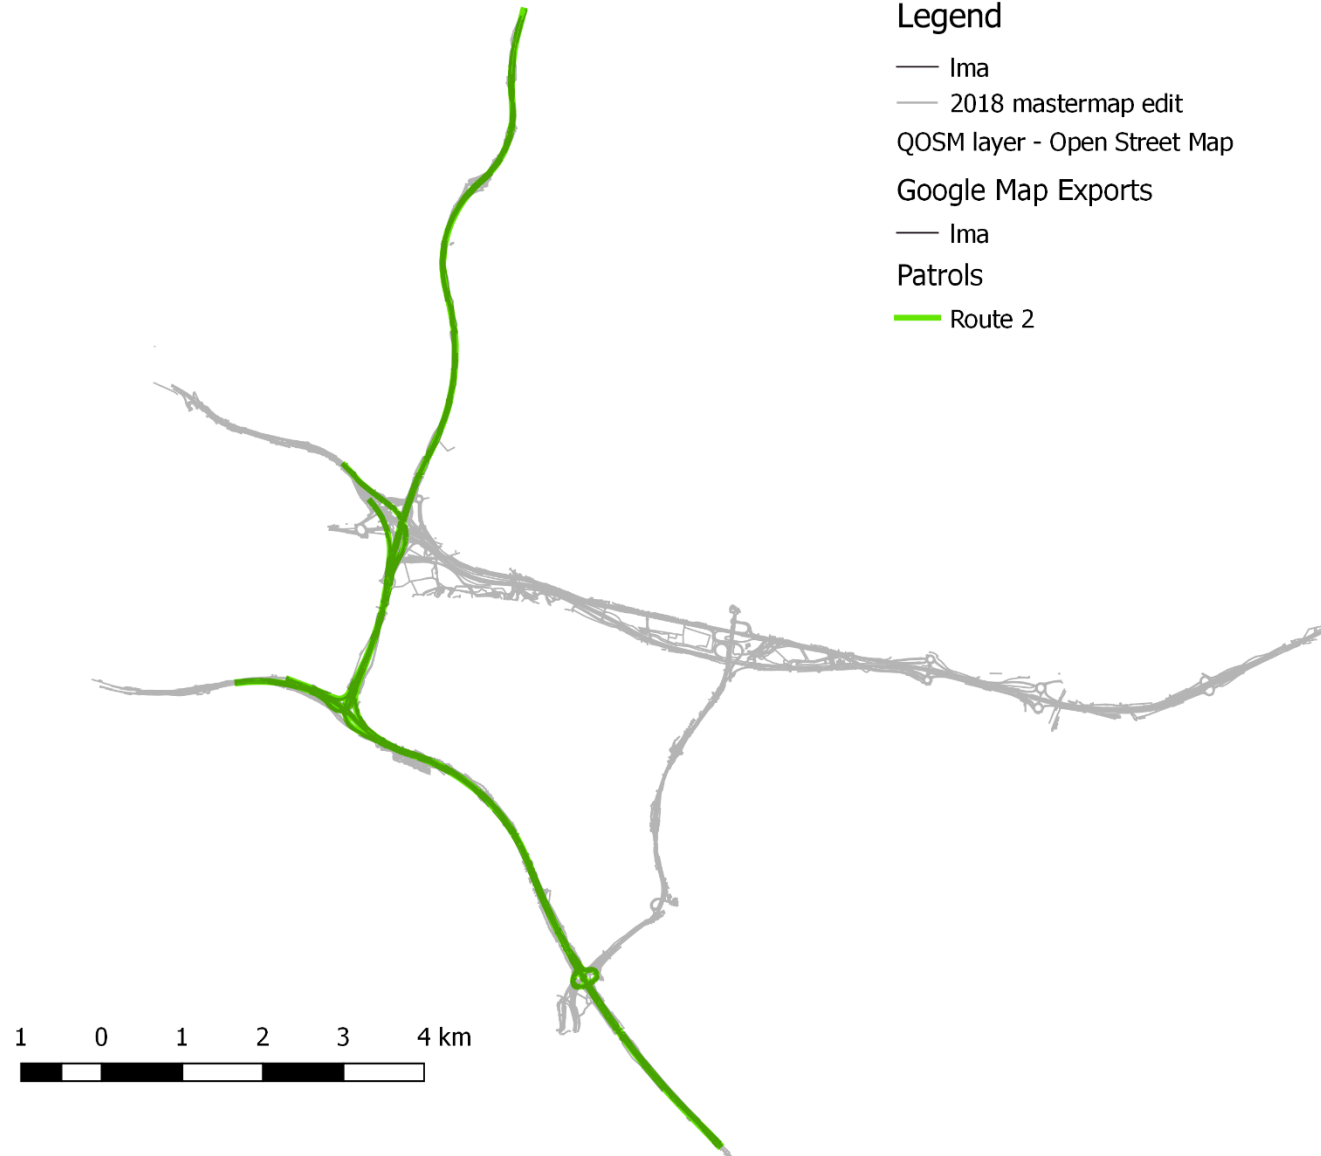 Legend
lma
2018 mastermap edit
QOSM layer - Open Street Map
Google Map Exports
lma
Patrols
Route 2
1 0 1 2 3 4 km